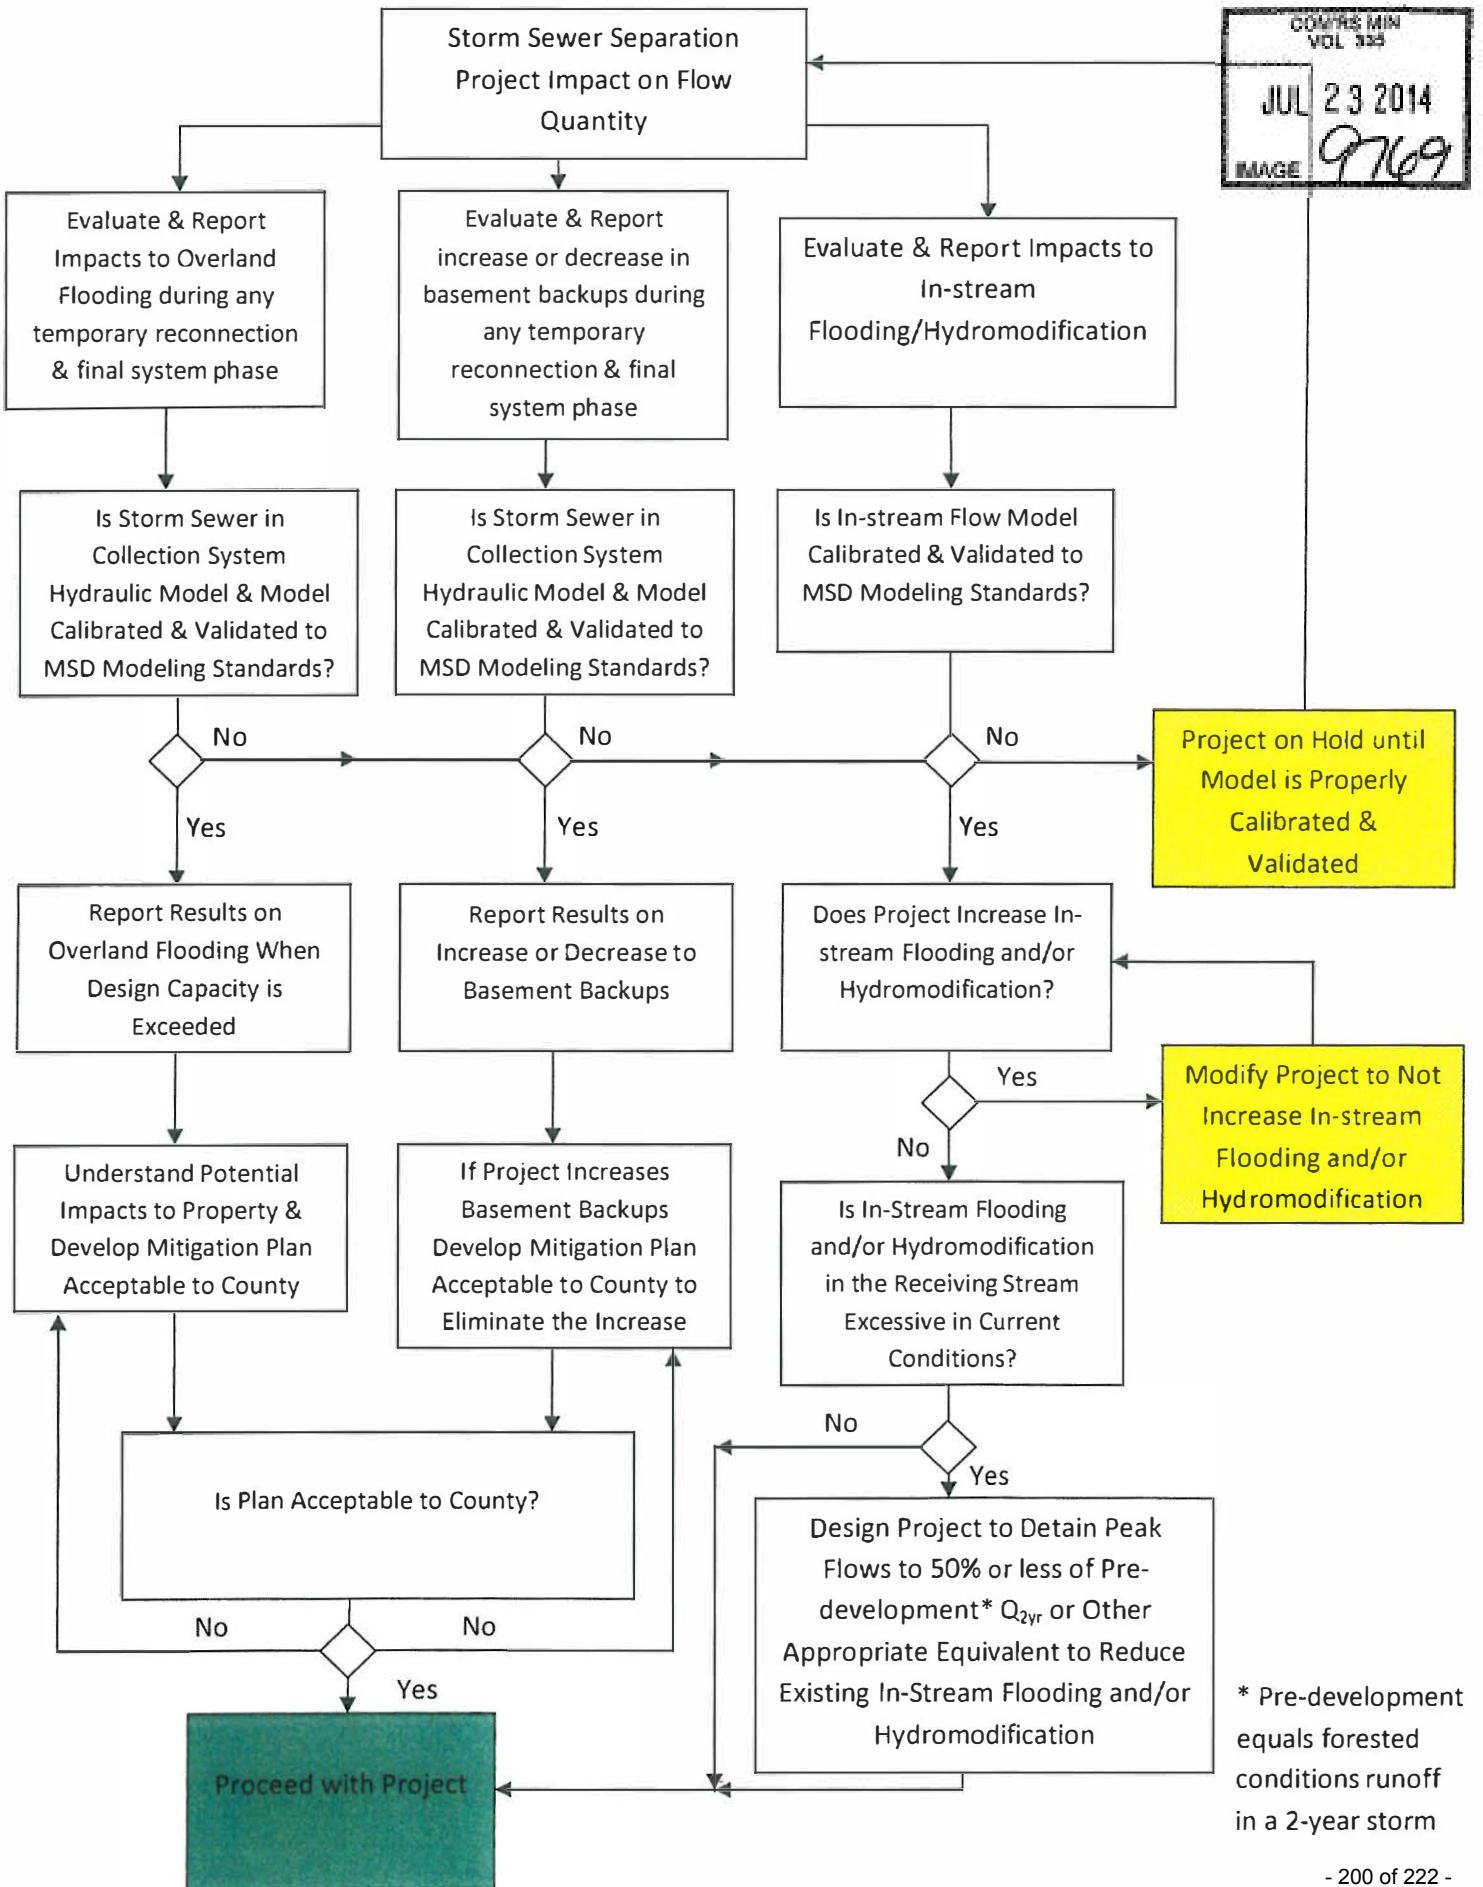 Storm Sewer Separation
Project Impact on Flow
Quantity
COM'RS MIN
VOL 335
JUL 23 2014
IMAGE 9769
Evaluate & Report
Impacts to Overland
Flooding during any
temporary reconnection
& final system phase
Evaluate & Report
increase or decrease in
basement backups during
any temporary
reconnection & final
system phase
Evaluate & Report Impacts to
In-stream
Flooding/Hydromodification
Is Storm Sewer in
Collection System
Hydraulic Model & Model
Calibrated & Validated to
MSD Modeling Standards?
Is Storm Sewer in
Collection System
Hydraulic Model & Model
Calibrated & Validated to
MSD Modeling Standards?
Is In-stream Flow Model
Calibrated & Validated to
MSD Modeling Standards?
No
No
No
Project on Hold until
Model is Properly
Calibrated &
Validated
Yes
Yes
Yes
Report Results on
Overland Flooding When
Design Capacity is
Exceeded
Report Results on
Increase or Decrease to
Basement Backups
Does Project Increase In-
stream Flooding and/or
Hydromodification?
Yes
No
Modify Project to Not
Increase In-stream
Flooding and/or
Hydromodification
Understand Potential
Impacts to Property &
Develop Mitigation Plan
Acceptable to County
If Project Increases
Basement Backups
Develop Mitigation Plan
Acceptable to County to
Eliminate the Increase
Is In-Stream Flooding
and/or Hydromodification
in the Receiving Stream
Excessive in Current
Conditions?
No
Yes
Is Plan Acceptable to County?
No
No
Yes
Design Project to Detain Peak
Flows to 50% or less of Pre-
development* Q2yr or Other
Appropriate Equivalent to Reduce
Existing In-Stream Flooding and/or
Hydromodification
Proceed with Project
* Pre-development
equals forested
conditions runoff
in a 2-year storm
- 200 of 222 -